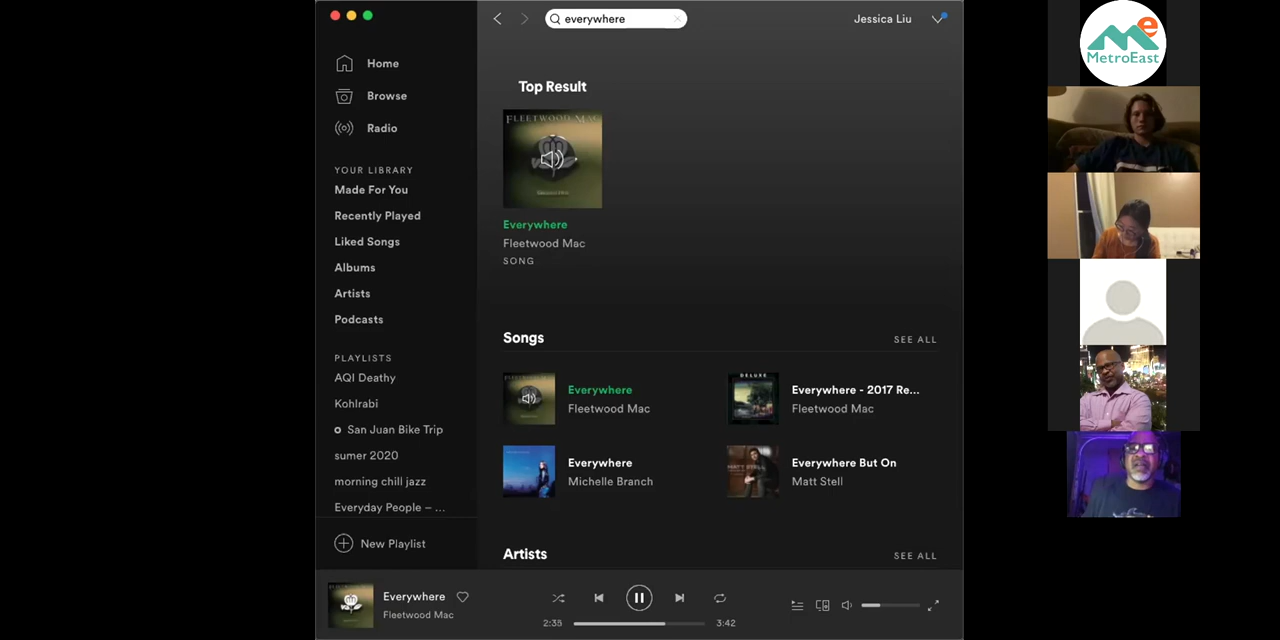 everywhere
Jessica Liu
Home
Browse
Radio
YOUR LIBRARY
Made For You
Recently Played
Liked Songs
Albums
Artists
Podcasts
PLAYLISTS
AQI Deathy
Kohlrabi
San Juan Bike Trip
sumer 2020
morning chill jazz
Everyday People – ...
New Playlist
Top Result
FLEETWOOD MAC
Everywhere
Fleetwood Mac
SONG
Songs
SEE ALL
Everywhere
Fleetwood Mac
DELUXE
Everywhere - 2017 Re...
Fleetwood Mac
Everywhere
Michelle Branch
MATT STELL
Everywhere But On
Matt Stell
Artists
SEE ALL
Everywhere
Fleetwood Mac
2:38
3:42
e
MetroEast